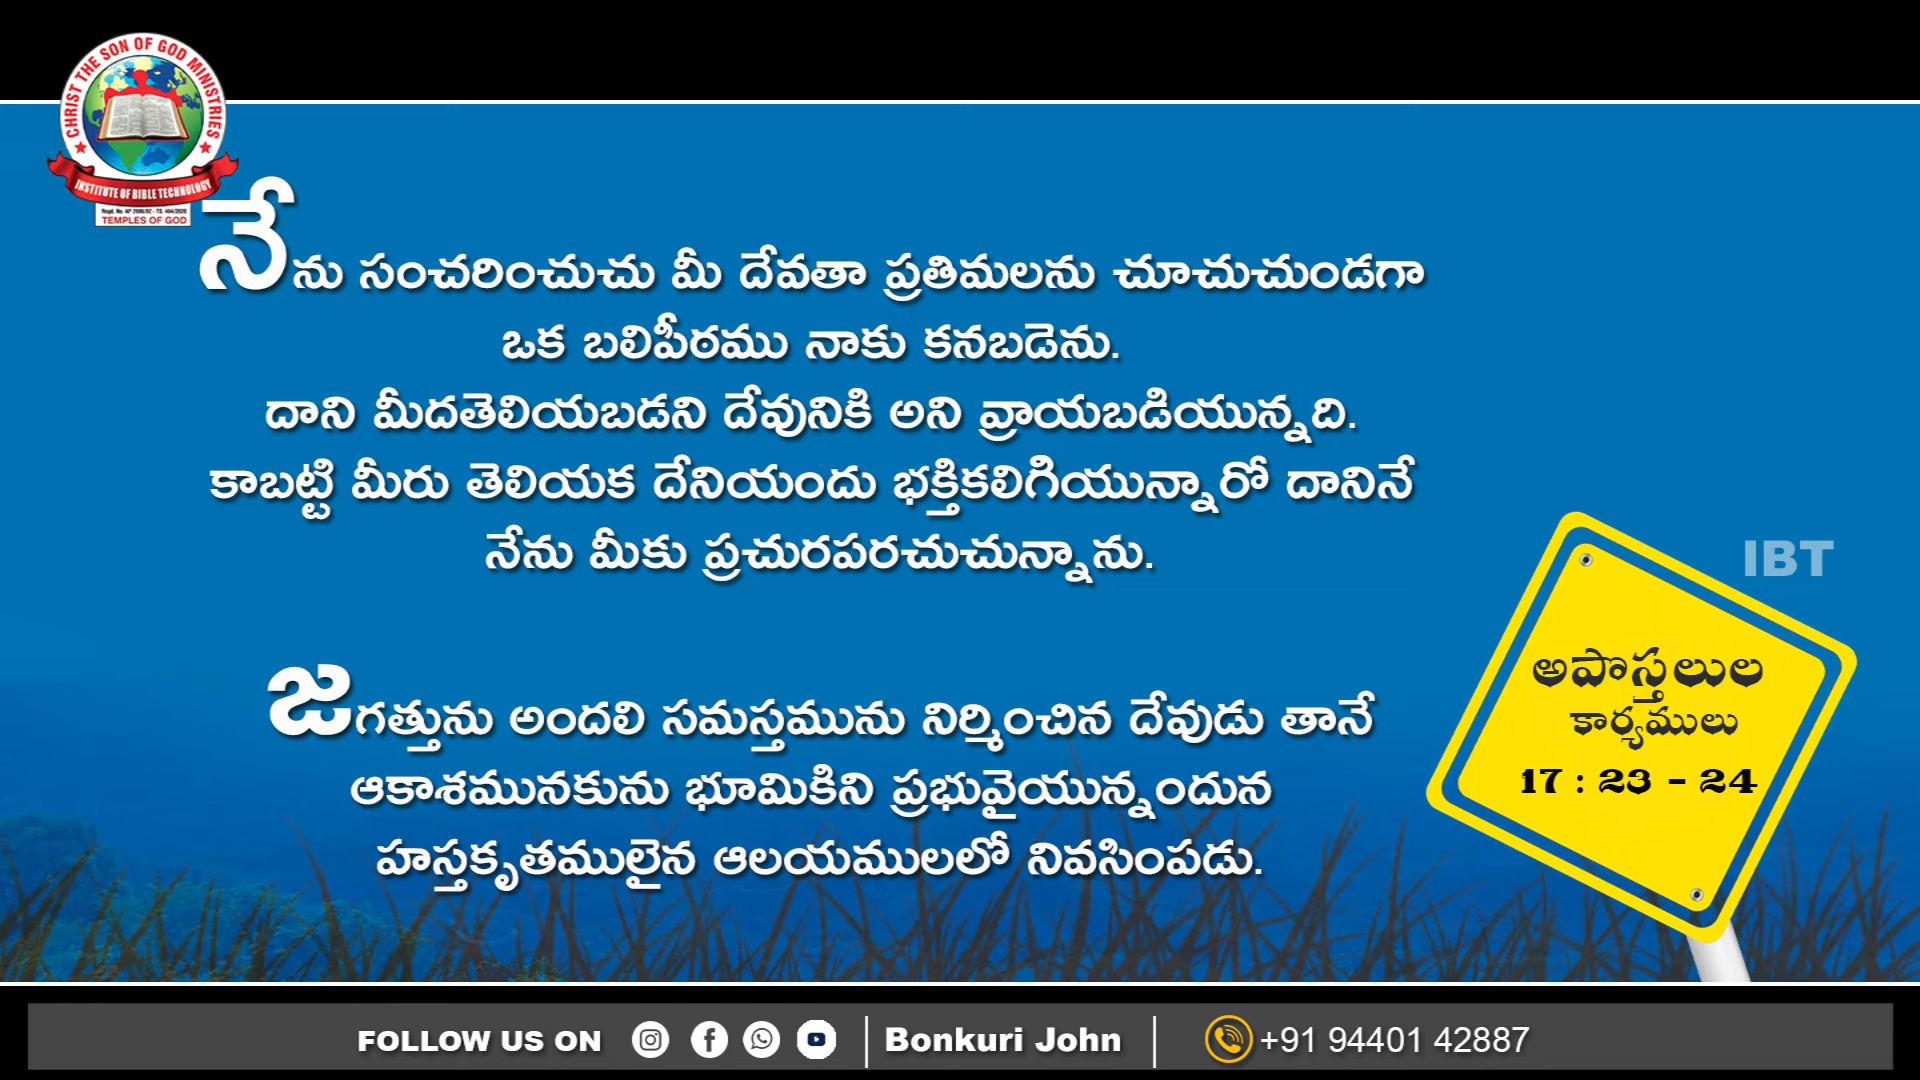 CHRIST THE SON OF GOD MINISTRIES
INSTITUTE OF BIBLE TECHNOLOGY
TEMPLES OF GOD
నేను సంచరించుచు మీ దేవతా ప్రతిమలను చూచుచుండగా
ఒక బలిపీఠము నాకు కనబడెను.
దాని మీదతెలియబడని దేవునికి అని వ్రాయబడియున్నది.
కాబట్టి మీరు తెలియక దేనియందు భక్తికలిగియున్నారో దానినే
నేను మీకు ప్రచురపరచుచున్నాను.
జగత్తును అందలి సమస్తమును నిర్మించిన దేవుడు తానే
ఆకాశమునకును భూమికిని ప్రభువైయున్నందున
హస్తకృతములైన ఆలయములలో నివసింపడు.
IBT
అపొస్తలుల
కార్యములు
17 : 23 - 24
FOLLOW US ON Bonkuri John +91 94401 42887